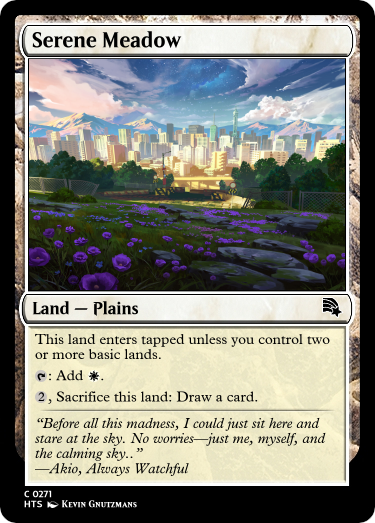 Serene Meadow
Land — Plains
This land enters tapped unless you control two
or more basic lands.
: Add .
2, Sacrifice this land: Draw a card.
“Before all this madness, I could just sit here and
stare at the sky. No worries—just me, myself, and
the calming sky..”
—Akio, Always Watchful
C 0271
HTS Kevin Gnutzmans